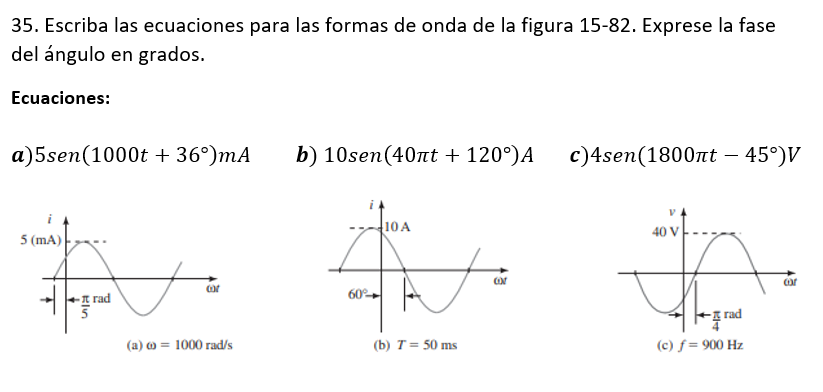 35. Escriba las ecuaciones para las formas de onda de la figura 15-82. Exprese la fase
del ángulo en grados.
Ecuaciones:
a)5sen(1000t + 36°)mA b) 10sen(40πt + 120°)A c)4sen(1800πt − 45°)V
i
5 (mA)
ωt
π/5 rad
(a) ω = 1000 rad/s
i
10 A
ωt
60°
(b) T = 50 ms
v
40 V
ωt
π/4 rad
(c) f = 900 Hz